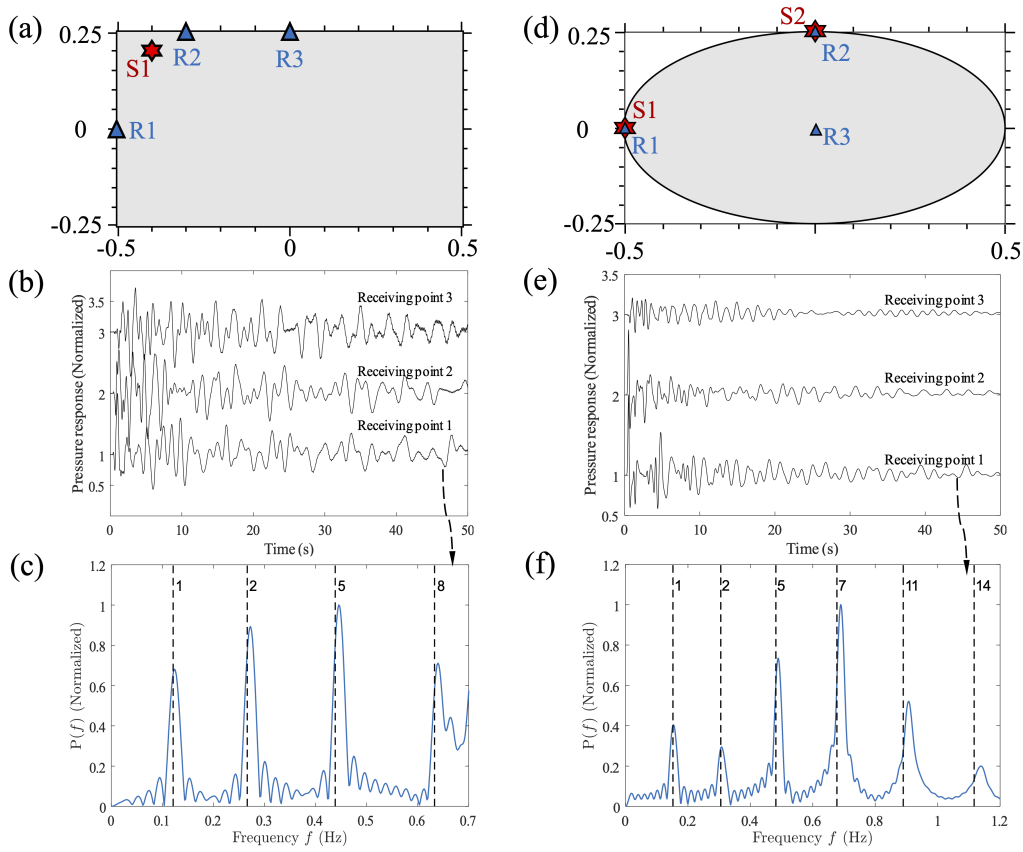 (a)
0.25
S1
R2
R3
0
R1
-0.25
-0.5
0
0.5
(d)
S2
0.25
R2
S1
0
R1
R3
-0.25
-0.5
0.5
(b)
Pressure response (Normalized)
3.5
3
2
1
0.5
Receiving point 3
Receiving point 2
Receiving point 1
0 10 20 30 40 50
Time (s)
(e)
Pressure response (Normalized)
3.5
3
2
1
0.5
Receiving point 3
Receiving point 2
Receiving point 1
0 10 20 30 40 50
Time (s)
(c)
P(f) (Normalized)
1.2
1
0.8
0.6
0.4
0.2
0
1 2 5 8
0 0.1 0.2 0.3 0.4 0.5 0.6 0.7
Frequency f (Hz)
(f)
P(f) (Normalized)
1.2
1
0.8
0.6
0.4
0.2
0
1 2 5 7 11 14
0 0.2 0.4 0.6 0.8 1 1.2
Frequency f (Hz)